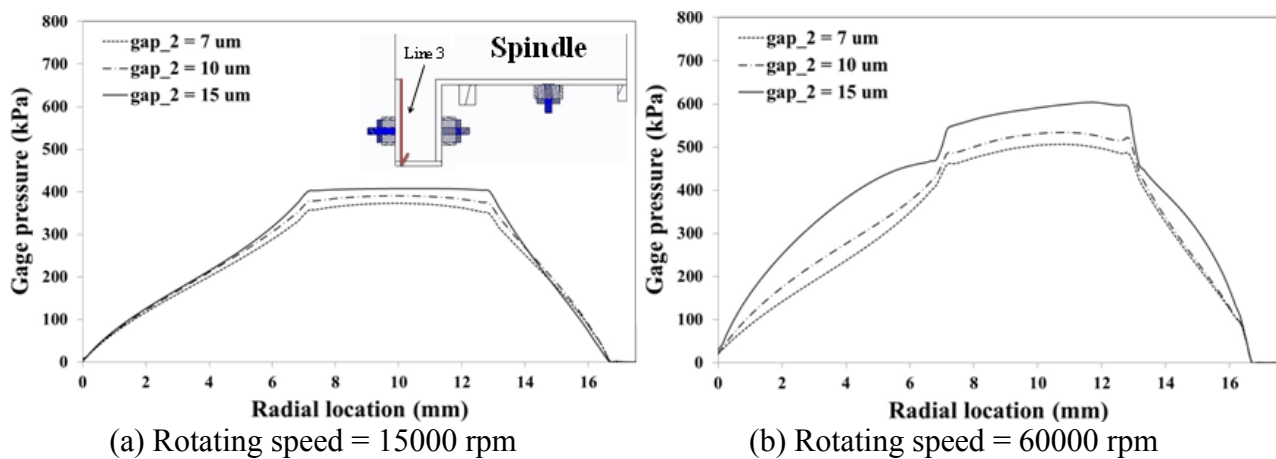 gap_2 = 7 um
gap_2 = 10 um
gap_2 = 15 um
Line 3
Spindle
800
700
600
500
400
300
200
100
0
Gage pressure (kPa)
0 2 4 6 8 10 12 14 16
Radial location (mm)
(a) Rotating speed = 15000 rpm
gap_2 = 7 um
gap_2 = 10 um
gap_2 = 15 um
800
700
600
500
400
300
200
100
0
Gage pressure (kPa)
0 2 4 6 8 10 12 14 16
Radial location (mm)
(b) Rotating speed = 60000 rpm